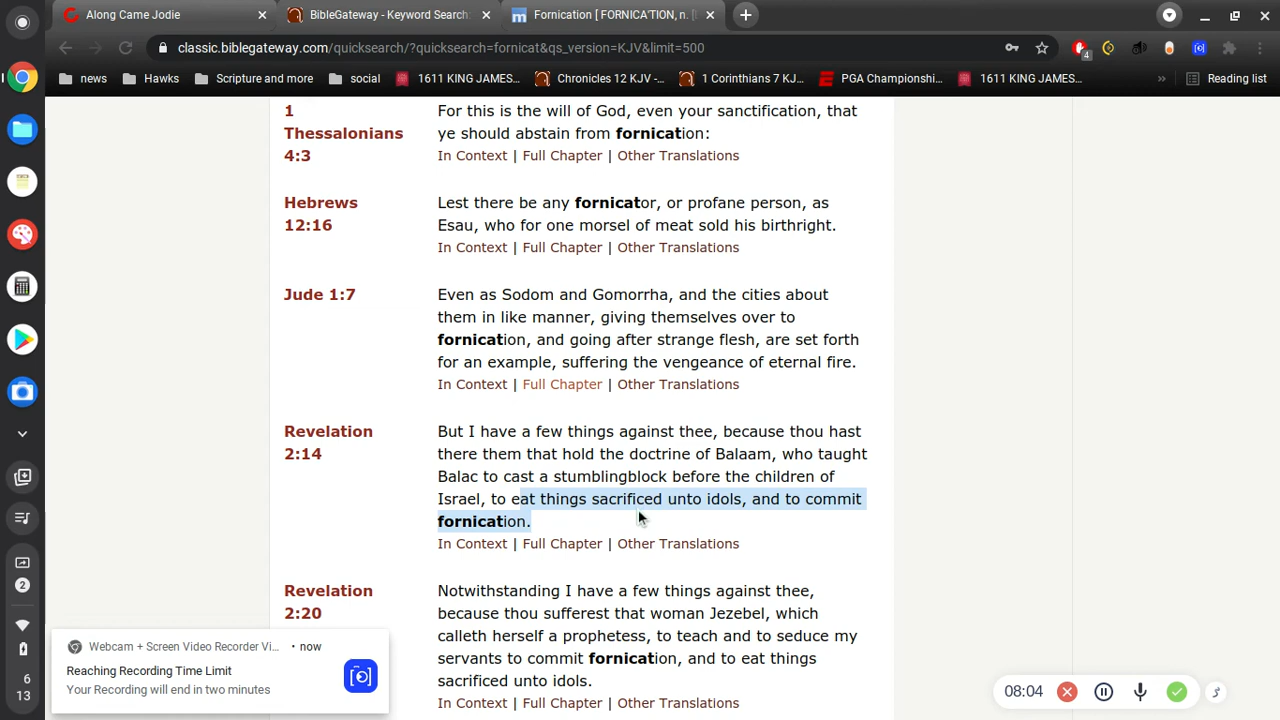 Along Came Jodie
BibleGateway - Keyword Search:
Fornication [ FORNICA'TION, n. [
classic.biblegateway.com/quicksearch/?quicksearch=fornicat&qs_version=KJV&limit=500
4
news
Hawks
Scripture and more
social
1611 KING JAMES...
Chronicles 12 KJV -...
1 Corinthians 7 KJ...
PGA Championshi...
1611 KING JAMES...
»
Reading list
1
Thessalonians
4:3
For this is the will of God, even your sanctification, that
ye should abstain from fornication:
In Context | Full Chapter | Other Translations
Hebrews
12:16
Lest there be any fornicator, or profane person, as
Esau, who for one morsel of meat sold his birthright.
In Context | Full Chapter | Other Translations
Jude 1:7
Even as Sodom and Gomorrha, and the cities about
them in like manner, giving themselves over to
fornication, and going after strange flesh, are set forth
for an example, suffering the vengeance of eternal fire.
In Context | Full Chapter | Other Translations
Revelation
2:14
But I have a few things against thee, because thou hast
there them that hold the doctrine of Balaam, who taught
Balac to cast a stumblingblock before the children of
Israel, to eat things sacrificed unto idols, and to commit
fornication.
In Context | Full Chapter | Other Translations
Revelation
2:20
Notwithstanding I have a few things against thee,
because thou sufferest that woman Jezebel, which
calleth herself a prophetess, to teach and to seduce my
servants to commit fornication, and to eat things
sacrificed unto idols.
In Context | Full Chapter | Other Translations
Webcam + Screen Video Recorder Vi... • now
Reaching Recording Time Limit
Your Recording will end in two minutes
2
6
13
08:04